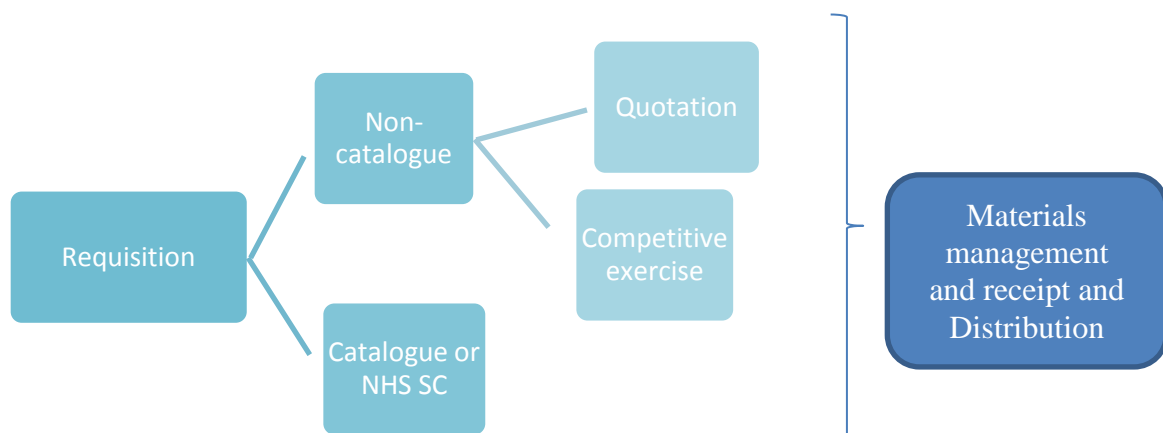 Requisition
Non-
catalogue
Catalogue or
NHS SC
Quotation
Competitive
exercise
Materials
management
and receipt and
Distribution